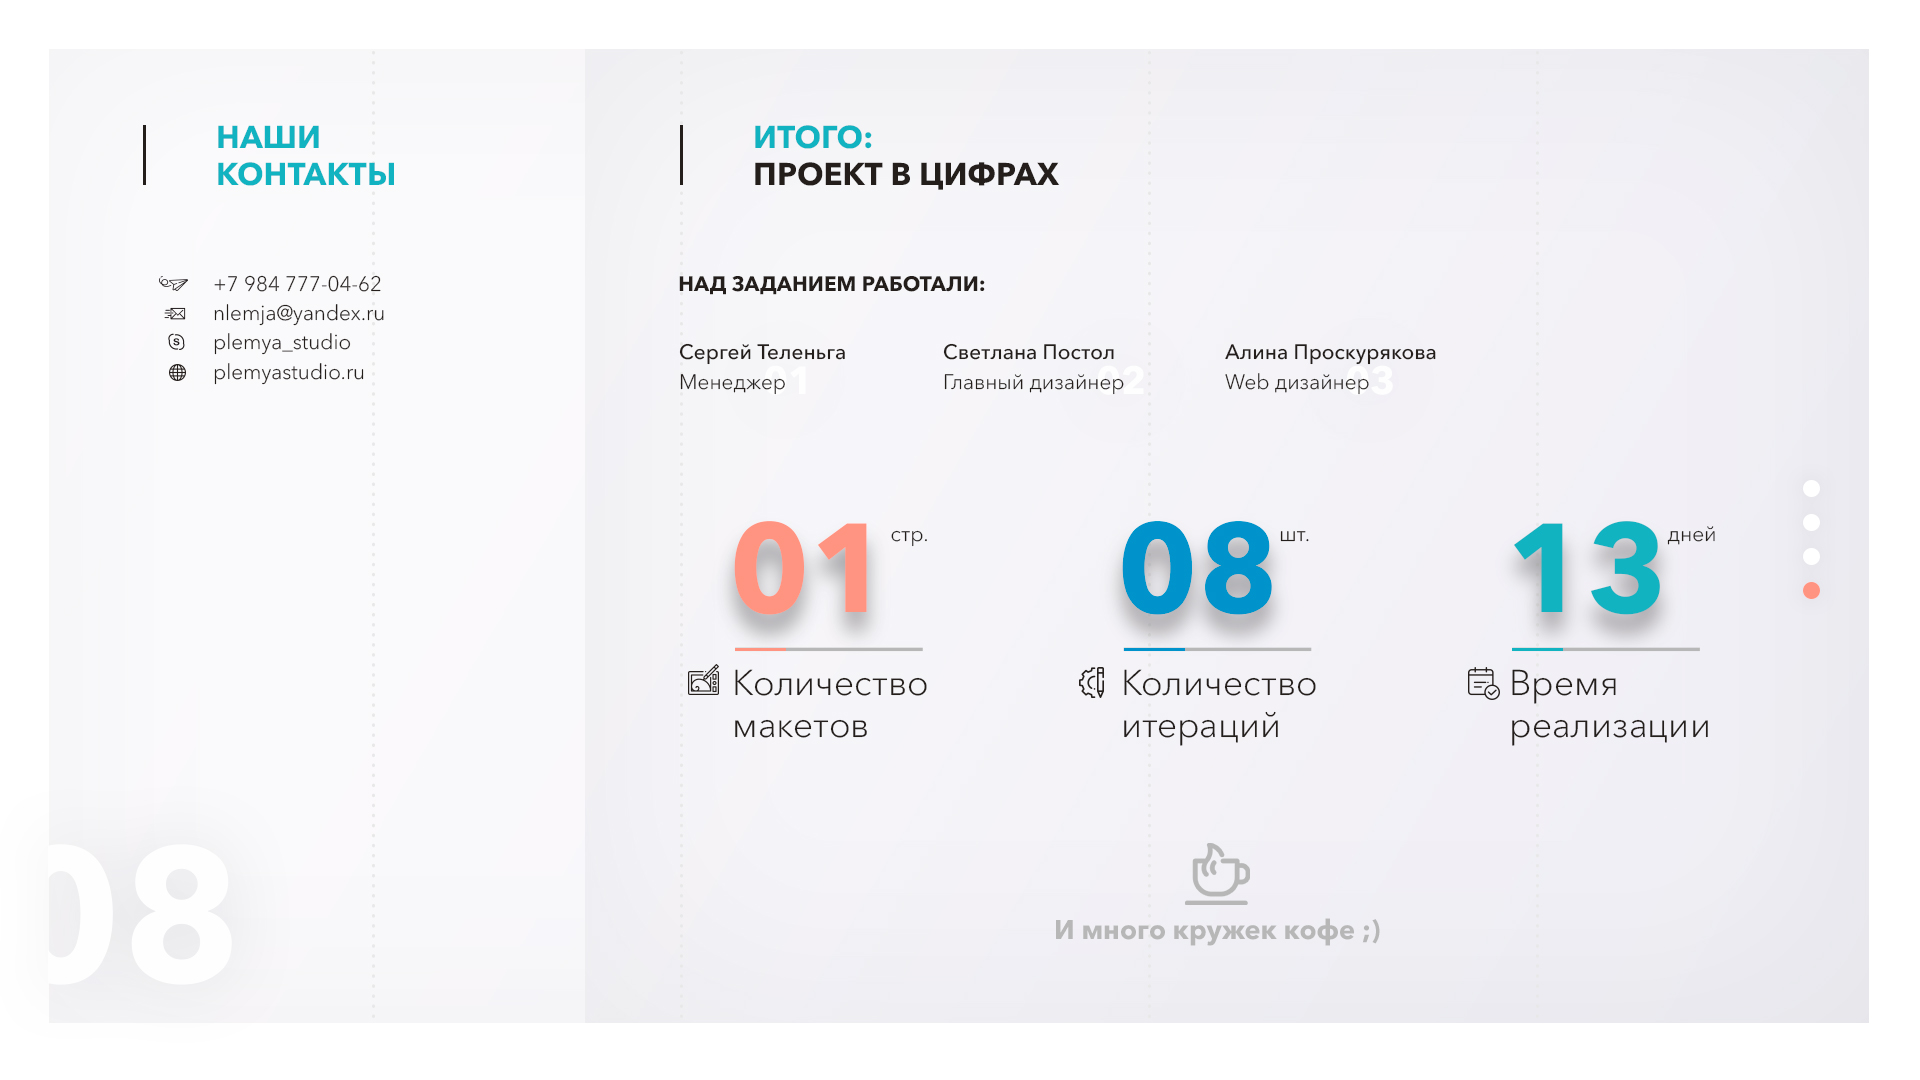 НАШИ
КОНТАКТЫ
+7 984 777-04-62
nlemja@yandex.ru
plemya_studio
plemyastudio.ru
08
ИТОГО:
ПРОЕКТ В ЦИФРАХ
НАД ЗАДАНИЕМ РАБОТАЛИ:
Сергей Теленьга
Менеджер
01
Светлана Постол
Главный дизайнер
02
Алина Проскурякова
Web дизайнер
03
01 стр.
Количество
макетов
08 шт.
Количество
итераций
13 дней
Время
реализации
И много кружек кофе ;)